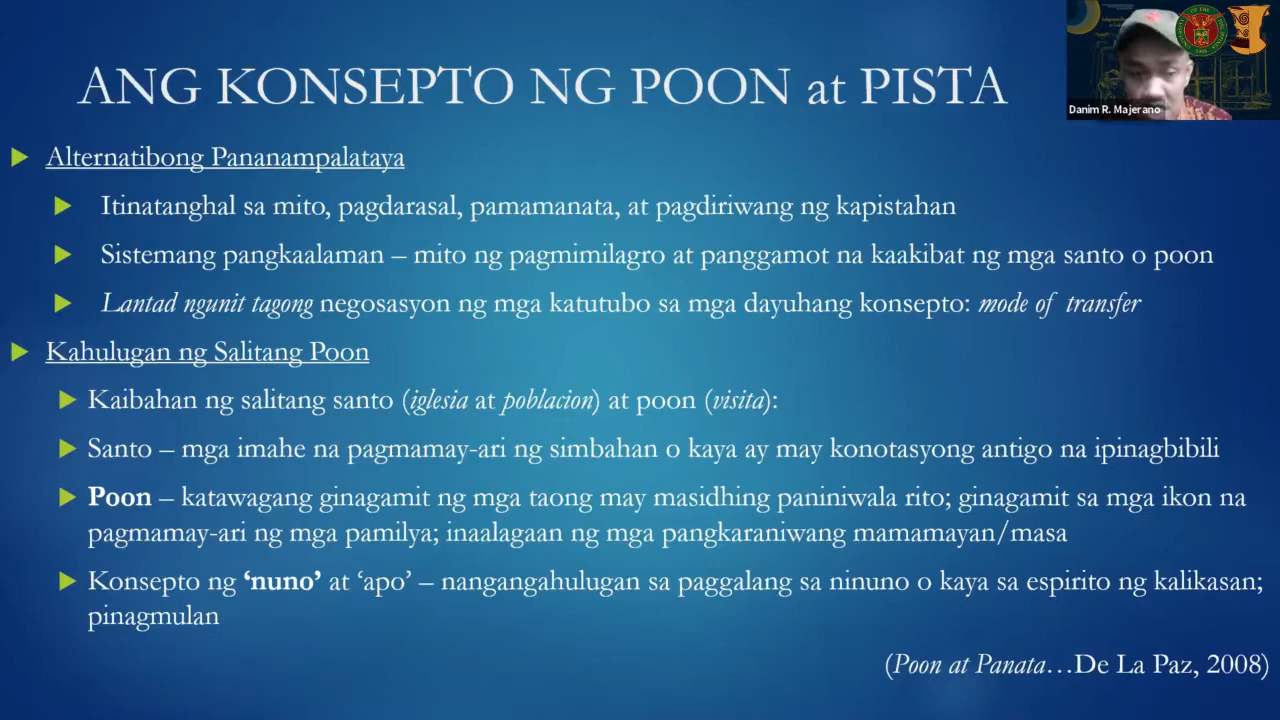 ANG KONSEPTO NG POON at PISTA
Danim R. Majerano
Alternatibong Pananampalataya
Itinatanghal sa mito, pagdarasal, pamamanata, at pagdiriwang ng kapistahan
Sistemang pangkaalaman – mito ng pagmimilagro at panggamot na kaakibat ng mga santo o poon
Lantad ngunit tagong negosasyon ng mga katutubo sa mga dayuhang konsepto: mode of transfer
Kahulugan ng Salitang Poon
Kaibahan ng salitang santo (iglesia at poblacion) at poon (visita):
Santo – mga imahe na pagmamay-ari ng simbahan o kaya ay may konotasyong antigo na ipinagbibili
Poon – katawagang ginagamit ng mga taong may masidhing paniniwala rito; ginagamit sa mga ikon na
pagmamay-ari ng mga pamilya; inaalagaan ng mga pangkaraniwang mamamayan/masa
Konsepto ng ‘nuno’ at ‘apo’ – nangangahulugan sa paggalang sa ninuno o kaya sa espirito ng kalikasan;
pinagmulan
(Poon at Panata…De La Paz, 2008)